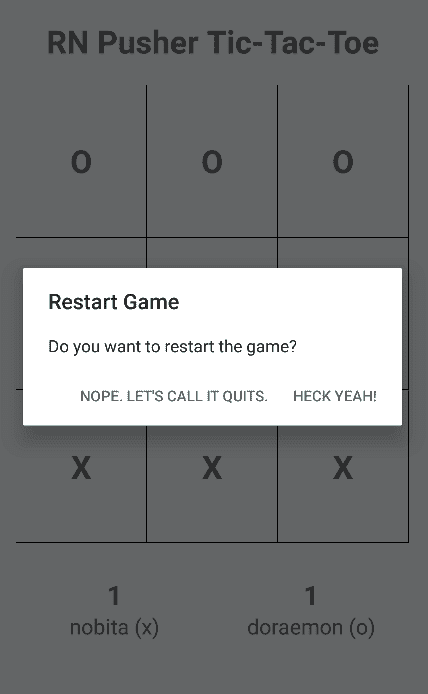 RN Pusher Tic-Tac-Toe
O O O
Restart Game
Do you want to restart the game?
NOPE. LET'S CALL IT QUITS. HECK YEAH!
X X X
1 1
nobita (x) doraemon (o)